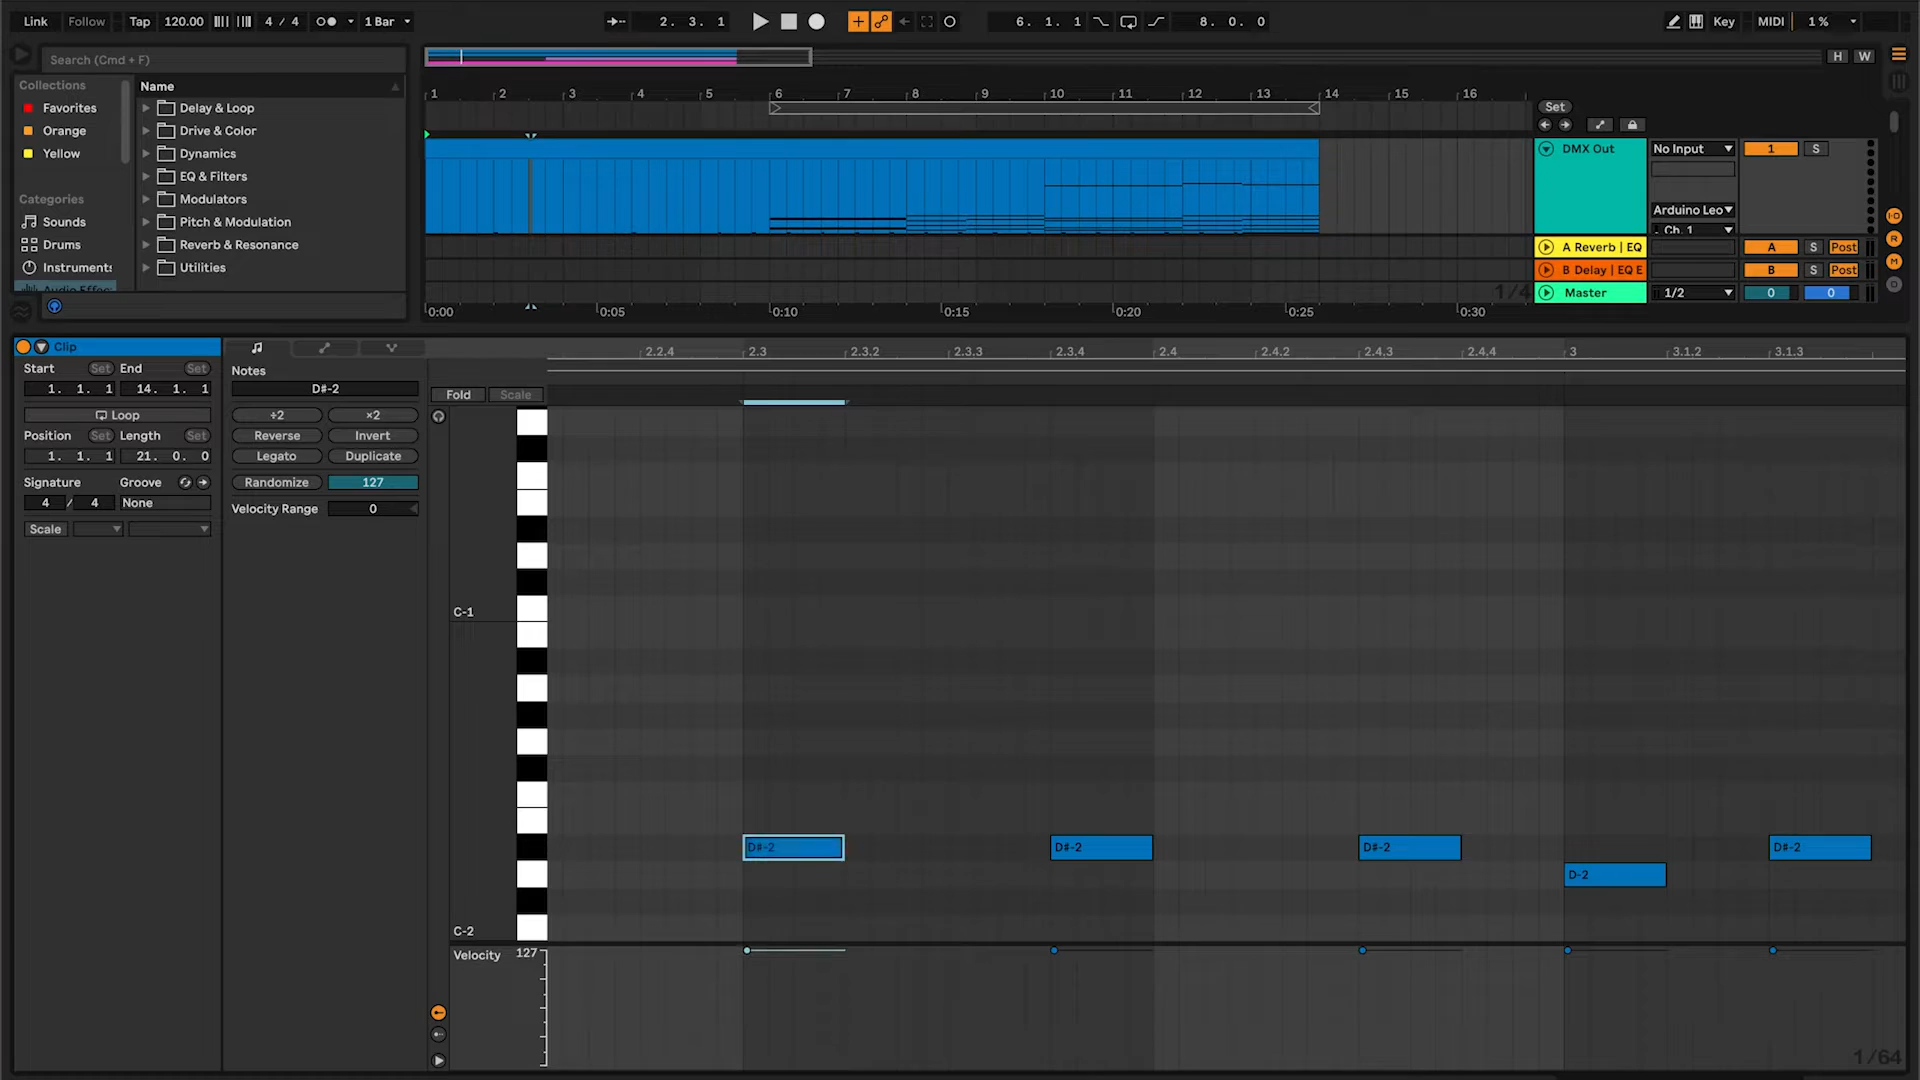 Link Follow Tap 120.00 4 / 4 1 Bar 2. 3. 1 6. 1. 1 8. 0. 0 Key MIDI 1 %
Search (Cmd + F)
H W
Collections
Favorites
Orange
Yellow
Categories
Sounds
Drums
Instruments
Audio Effec
Name
Delay & Loop
Drive & Color
Dynamics
EQ & Filters
Modulators
Pitch & Modulation
Reverb & Resonance
Utilities
1 2 3 4 5 6 7 8 9 10 11 12 13 14 15 16
Set
DMX Out No Input 1 S
Arduino Leo
Ch. 1
A Reverb | EQ A S Post
B Delay | EQ E B S Post
1/4 Master 1/2 0 0
0:00 0:05 0:10 0:15 0:20 0:25 0:30
I·O
R
M
D
Clip
Start Set End Set
1. 1. 1 14. 1. 1
Loop
Position Set Length Set
1. 1. 1 21. 0. 0
Signature Groove
4 / 4 None
Scale
Notes
D#-2
÷2 ×2
Reverse Invert
Legato Duplicate
Randomize 127
Velocity Range 0
2.2.4 2.3 2.3.2 2.3.3 2.3.4 2.4 2.4.2 2.4.3 2.4.4 3 3.1.2 3.1.3
Fold Scale
C-1
D#-2 D#-2 D#-2 D#-2
D-2
C-2
Velocity 127
1/64